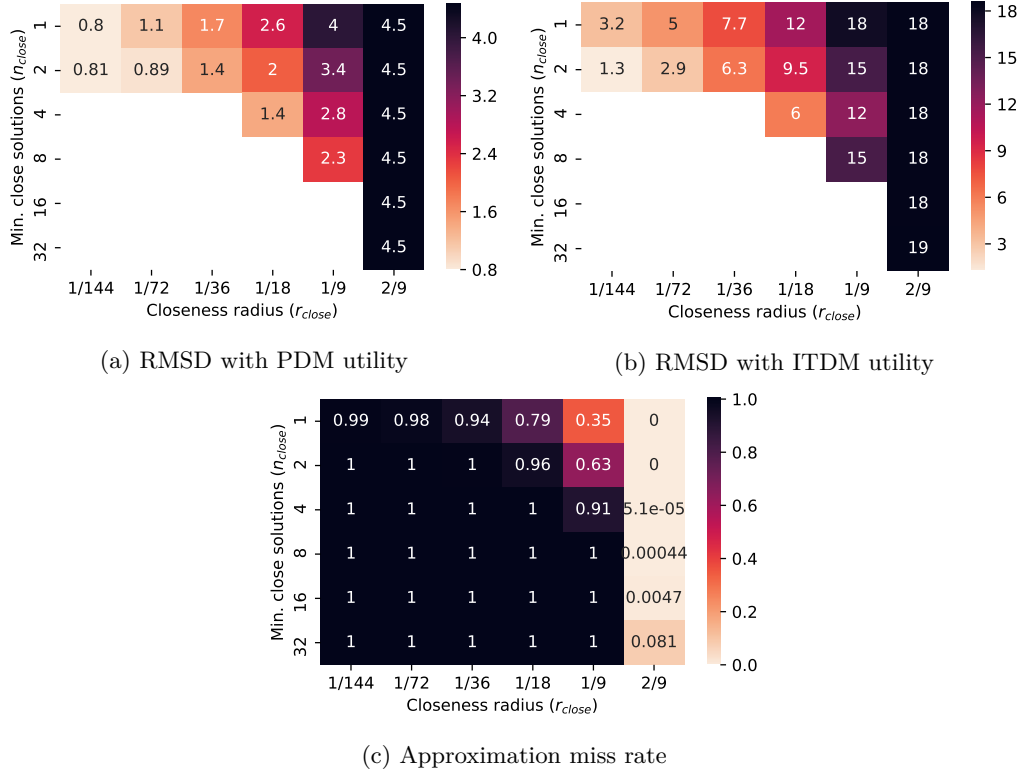 Min. close solutions (n_close)
1 0.8 1.1 1.7 2.6 4 4.5
2 0.81 0.89 1.4 2 3.4 4.5
4 1.4 2.8 4.5
8 2.3 4.5
16 4.5
32 4.5
1/144 1/72 1/36 1/18 1/9 2/9
Closeness radius (r_close)
4.0
3.2
2.4
1.6
0.8
(a) RMSD with PDM utility
Min. close solutions (n_close)
1 3.2 5 7.7 12 18 18
2 1.3 2.9 6.3 9.5 15 18
4 6 12 18
8 15 18
16 18
32 19
1/144 1/72 1/36 1/18 1/9 2/9
Closeness radius (r_close)
18
15
12
9
6
3
(b) RMSD with ITDM utility
Min. close solutions (n_close)
1 0.99 0.98 0.94 0.79 0.35 0
2 1 1 1 0.96 0.63 0
4 1 1 1 1 0.91 5.1e-05
8 1 1 1 1 1 0.00044
16 1 1 1 1 1 0.0047
32 1 1 1 1 1 0.081
1/144 1/72 1/36 1/18 1/9 2/9
Closeness radius (r_close)
1.0
0.8
0.6
0.4
0.2
0.0
(c) Approximation miss rate